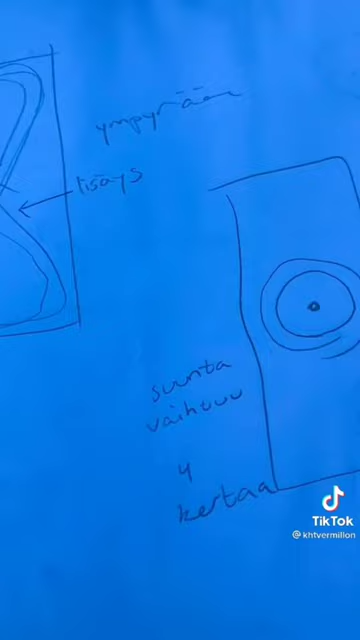 ympyrään
lisäys
suunta
vaihtuu
4
kertaa
TikTok
@khtvermillon